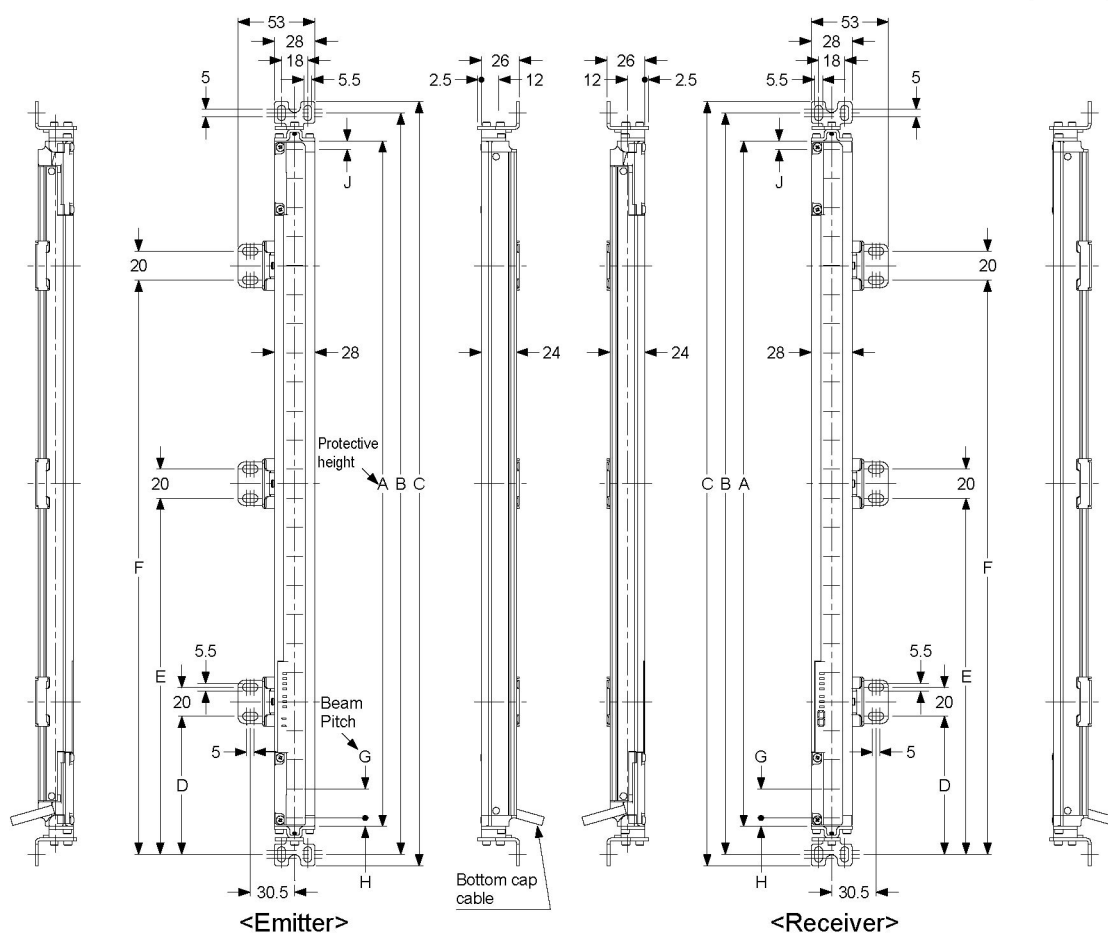 53 53
28 28
18 26 26 18
5 5.5 2.5 12 12 2.5 5.5 5
J J
20 20
28 24 24 28
Protective
height
20 A B C C B A 20
F F
E E
5.5 5.5
20 20
Beam
Pitch
5 G G 5
D D
H H
30.5 Bottom cap
cable 30.5
<Emitter> <Receiver>